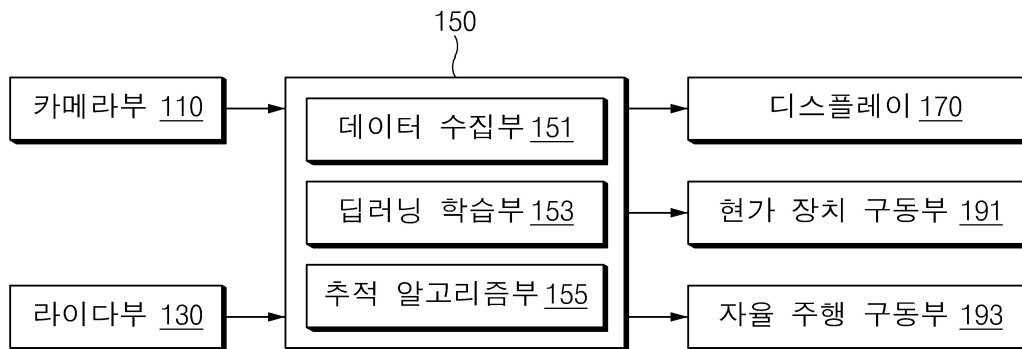 150
카메라부 110
데이터 수집부 151
디스플레이 170
딥러닝 학습부 153
현가 장치 구동부 191
라이다부 130
추적 알고리즘부 155
자율 주행 구동부 193